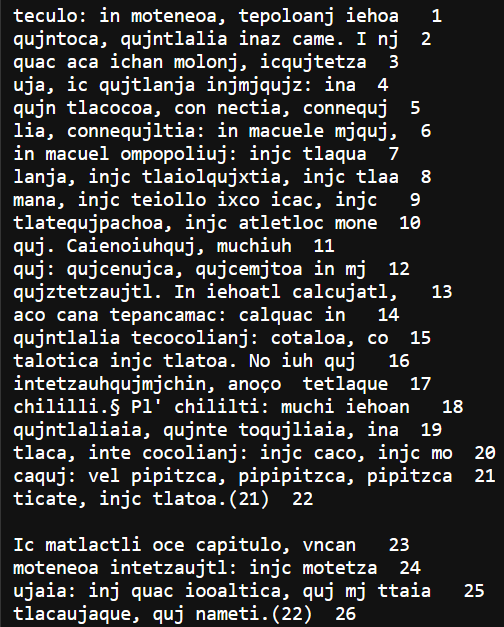 teculo: in moteneoa, tepoloanj iehoa 1
qujntoca, qujntlalia inaz came. I nj 2
quac aca ichan molonj, icqujtetza 3
uja, ic qujtlanja injmjqujz: ina 4
qujn tlacocoa, con nectia, connequj 5
lia, connequjltia: in macuele mjquj, 6
in macuel ompopoliuj: injc tlaqua 7
lanja, injc tlaiolqujxtia, injc tlaa 8
mana, injc teiollo ixco icac, injc 9
tlatequjpachoa, injc atletloc mone 10
quj. Caienoiuhquj, muchiuh 11
quj: qujcenujca, qujcemjtoa in mj 12
qujztetzaujtl. In iehoatl calcujatl, 13
aco cana tepancamac: calquac in 14
qujntlalia tecocolianj: cotaloa, co 15
talotica injc tlatoa. No iuh quj 16
intetzauhqujmjchin, anoço tetlaque 17
chililli.§ Pl' chililti: muchi iehoan 18
qujntlaliaia, qujnte toqujliaia, ina 19
tlaca, inte cocolianj: injc caco, injc mo 20
caquj: vel pipitzca, pipipitzca, pipitzca 21
ticate, injc tlatoa.(21) 22
Ic matlactli oce capitulo, vncan 23
moteneoa intetzaujtl: injc motetza 24
ujaia: inj quac iooaltica, quj mj ttaia 25
tlacaujaque, quj nameti.(22) 26